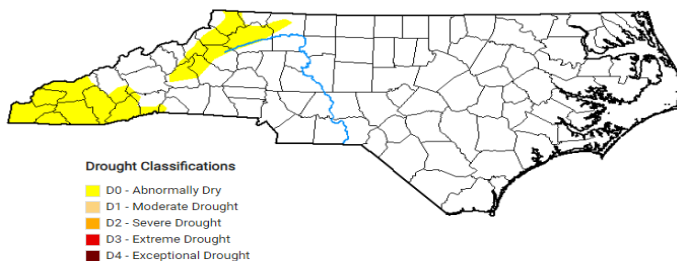 Drought Classifications
D0 - Abnormally Dry
D1 - Moderate Drought
D2 - Severe Drought
D3 - Extreme Drought
D4 - Exceptional Drought